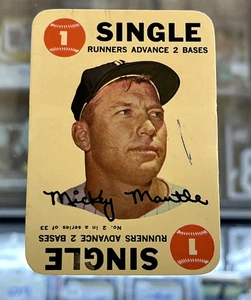 1
SINGLE
RUNNERS ADVANCE 2 BASES
Micky Mantle
No. 2 in a series of 33
RUNNERS ADVANCE 2 BASES
SINGLE
1